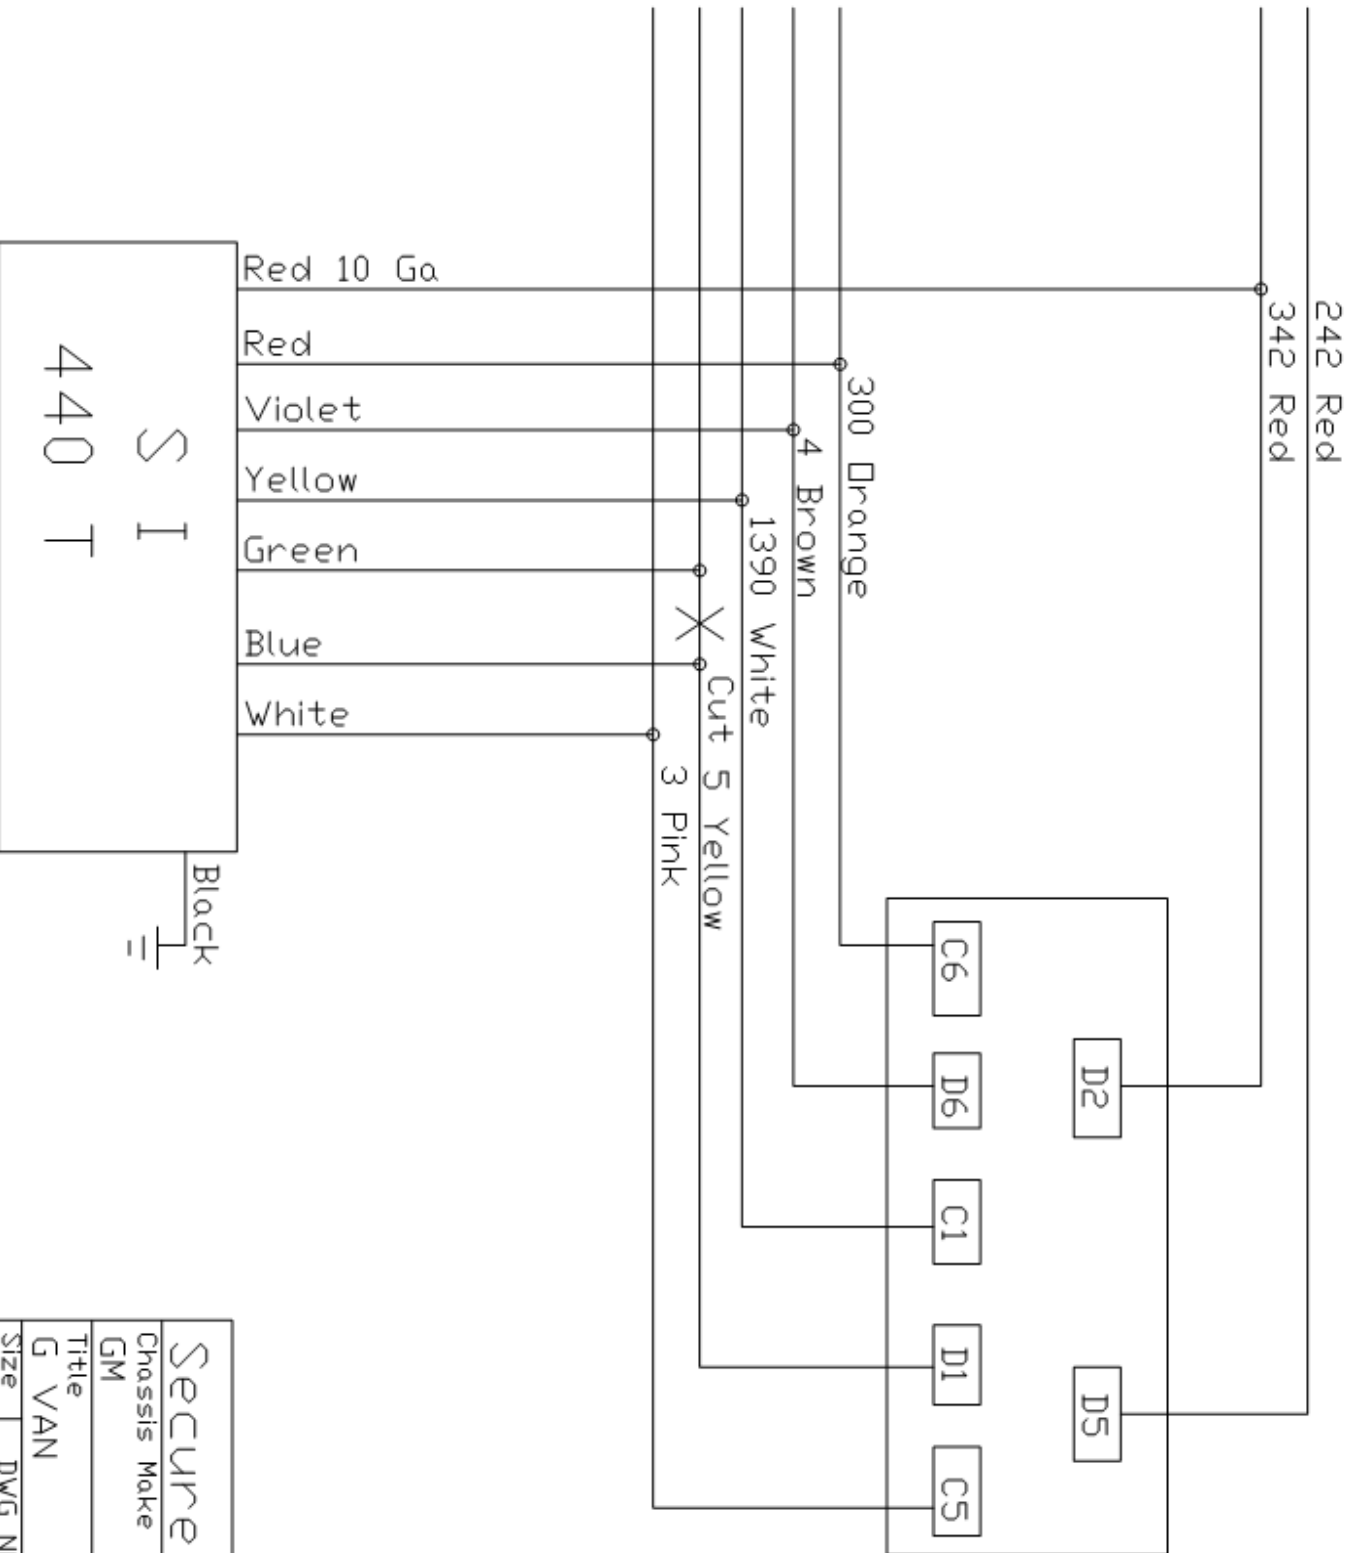 Red 10 Ga
Red
Violet
Yellow
Green
Blue
White
SI
440 T
Black
242 Red
342 Red
300 Orange
4 Brown
1390 White
Cut 5 Yellow
3 Pink
C6
D6
C1
D1
C5
D2
D5
Secure
Chassis Make
GM
Title
G VAN
Size
DWG N